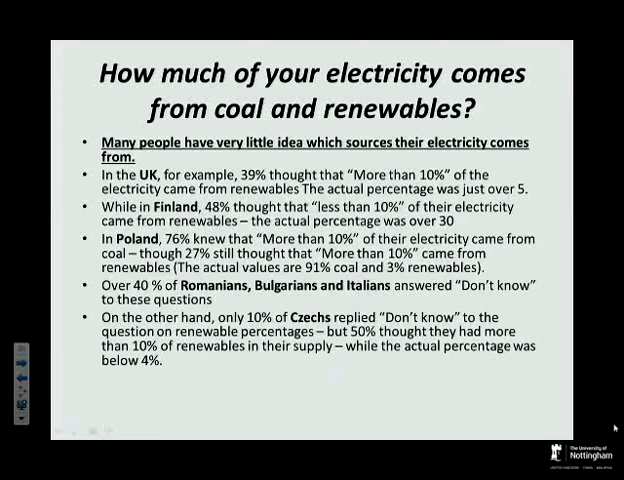 How much of your electricity comes
from coal and renewables?
• Many people have very little idea which sources their electricity comes
from.
• In the UK, for example, 39% thought that “More than 10%” of the
electricity came from renewables The actual percentage was just over 5.
• While in Finland, 48% thought that “less than 10%” of their electricity
came from renewables – the actual percentage was over 30
• In Poland, 76% knew that “More than 10%” of their electricity came from
coal – though 27% still thought that “More than 10%” came from
renewables (The actual values are 91% coal and 3% renewables).
• Over 40 % of Romanians, Bulgarians and Italians answered “Don’t know”
to these questions
• On the other hand, only 10% of Czechs replied “Don’t know” to the
question on renewable percentages – but 50% thought they had more
than 10% of renewables in their supply – while the actual percentage was
below 4%.
The University of
Nottingham